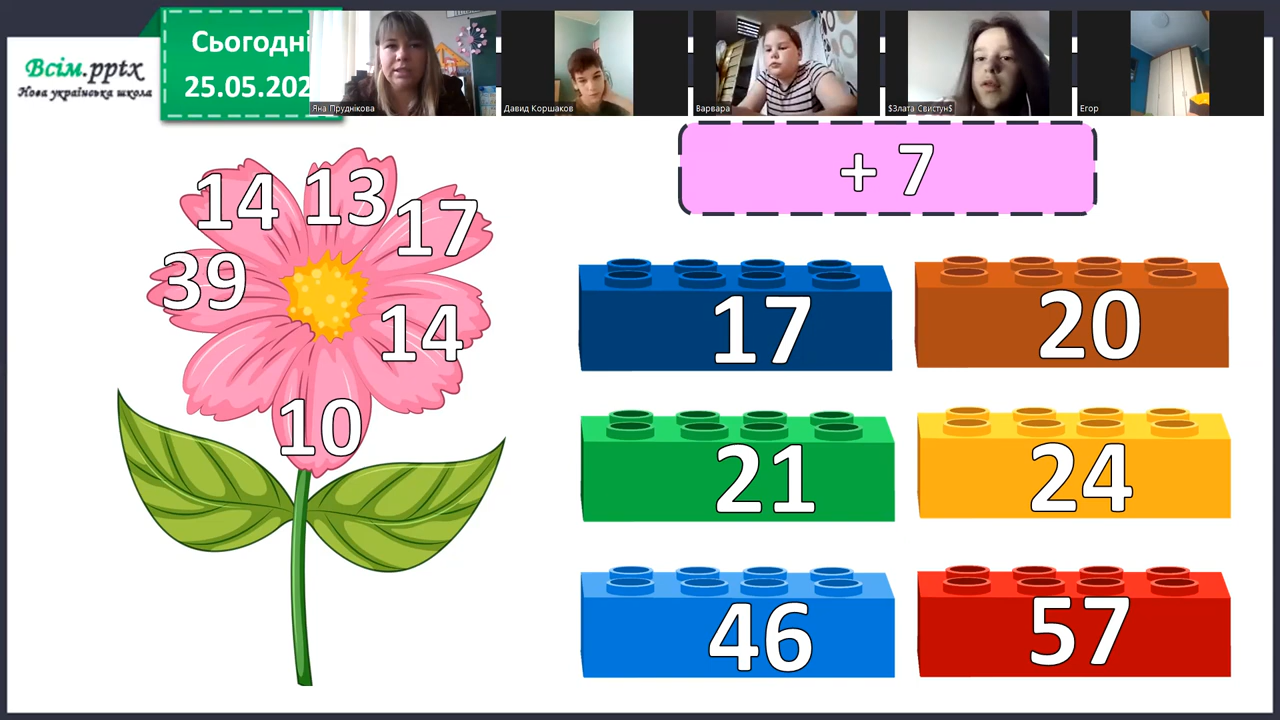 Всім.pptx
Нова українська школа
Сьогодні
25.05.202
Яна Пруднікова
Давид Коршаков
Варвара
$Злата Свистун$
Егор
+ 7
14
13
17
39
14
10
17
20
21
24
46
57